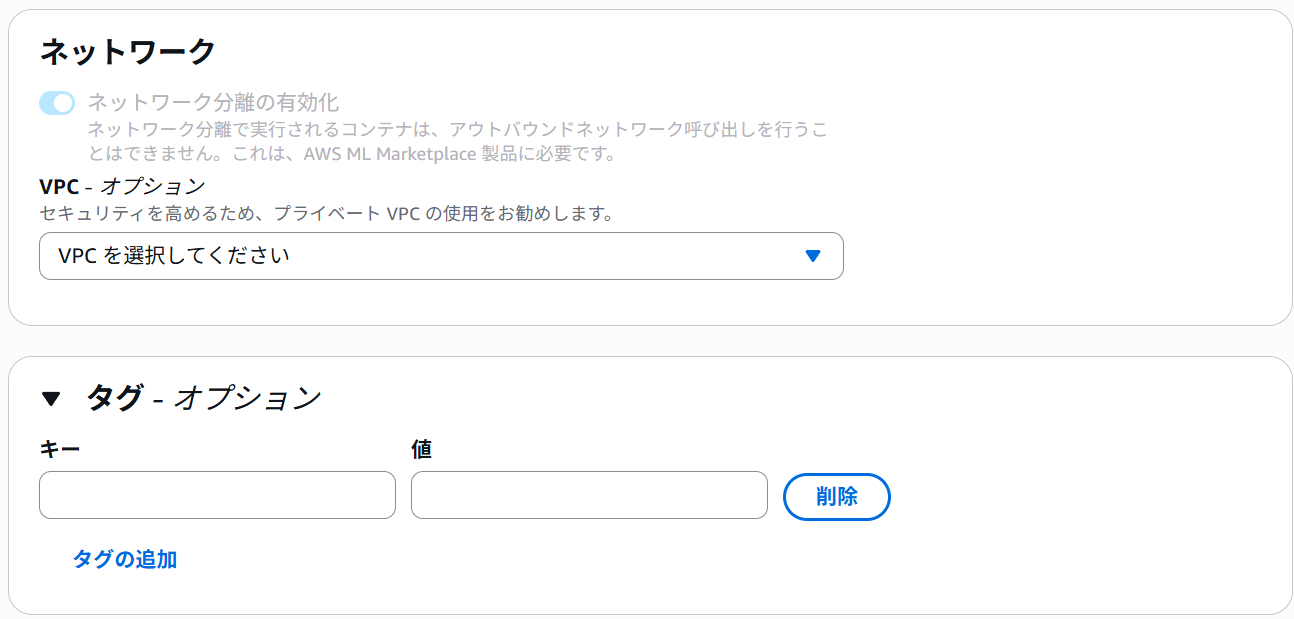 ネットワーク
ネットワーク分離の有効化
ネットワーク分離で実行されるコンテナは、アウトバウンドネットワーク呼び出しを行うこ
とはできません。これは、AWS ML Marketplace 製品に必要です。
VPC - オプション
セキュリティを高めるため、プライベート VPC の使用をお勧めします。
VPC を選択してください
タグ - オプション
キー 値
削除
タグの追加